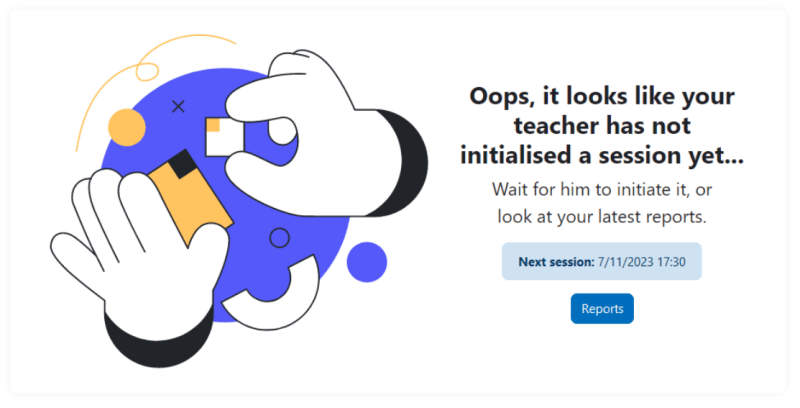 Oops, it looks like your
teacher has not
initialised a session yet...
Wait for him to initiate it, or
look at your latest reports.
Next session: 7/11/2023 17:30
Reports